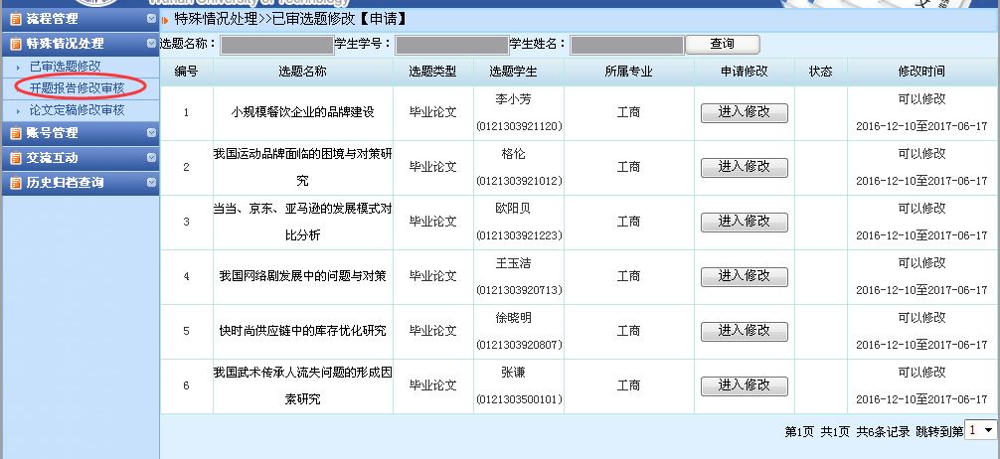 Wuhan University of Technology
流程管理
特殊情况处理
已审选题修改
开题报告修改审核
论文定稿修改审核
账号管理
交流互动
历史归档查询
特殊情况处理>>已审选题修改【申请】
选题名称： 学生学号： 学生姓名： 查询
编号 选题名称 选题类型 选题学生 所属专业 申请修改 状态 修改时间
1 小规模餐饮企业的品牌建设 毕业论文 李小芳 工商 进入修改 可以修改
(0121303921120) 2016-12-10至2017-06-17
2 我国运动品牌面临的困境与对策研 毕业论文 格伦 工商 进入修改 可以修改
究 (0121303921012) 2016-12-10至2017-06-17
3 当当、京东、亚马逊的发展模式对 毕业论文 欧阳贝 工商 进入修改 可以修改
比分析 (0121303921223) 2016-12-10至2017-06-17
4 我国网络剧发展中的问题与对策 毕业论文 王玉洁 工商 进入修改 可以修改
(0121303920713) 2016-12-10至2017-06-17
5 快时尚供应链中的库存优化研究 毕业论文 徐晓明 工商 进入修改 可以修改
(0121303920807) 2016-12-10至2017-06-17
6 我国武术传承人流失问题的形成因 毕业论文 张谦 工商 进入修改 可以修改
素研究 (0121303500101) 2016-12-10至2017-06-17
第1页 共1页 共6条记录 跳转到第 1